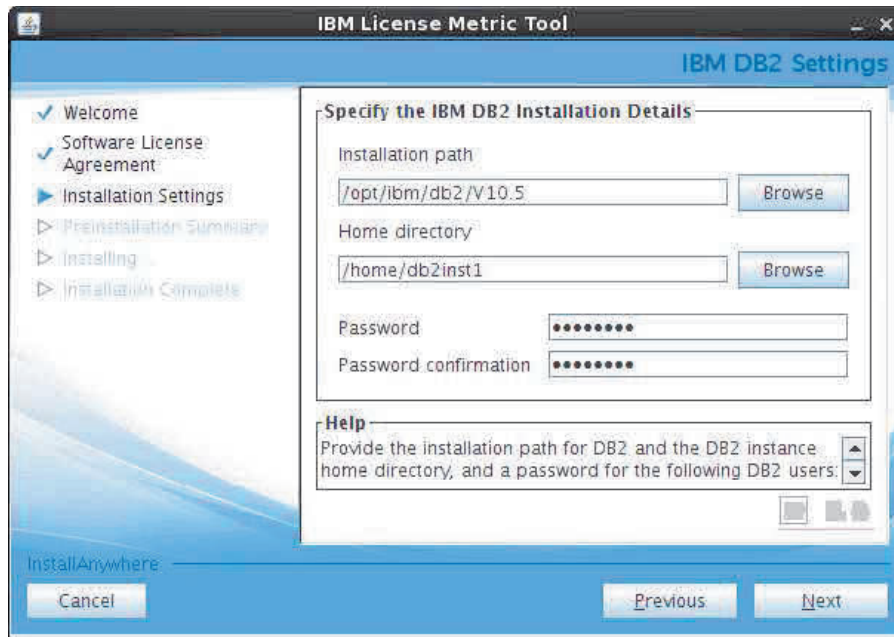 IBM License Metric Tool
IBM DB2 Settings
Welcome
Software License
Agreement
Installation Settings
Preinstallation Summary
Installing...
Installation Complete
Specify the IBM DB2 Installation Details
Installation path
/opt/ibm/db2/V10.5
Browse
Home directory
/home/db2inst1
Browse
Password
••••••••
Password confirmation
••••••••
Help
Provide the installation path for DB2 and the DB2 instance
home directory, and a password for the following DB2 users:
InstallAnywhere
Cancel
Previous
Next